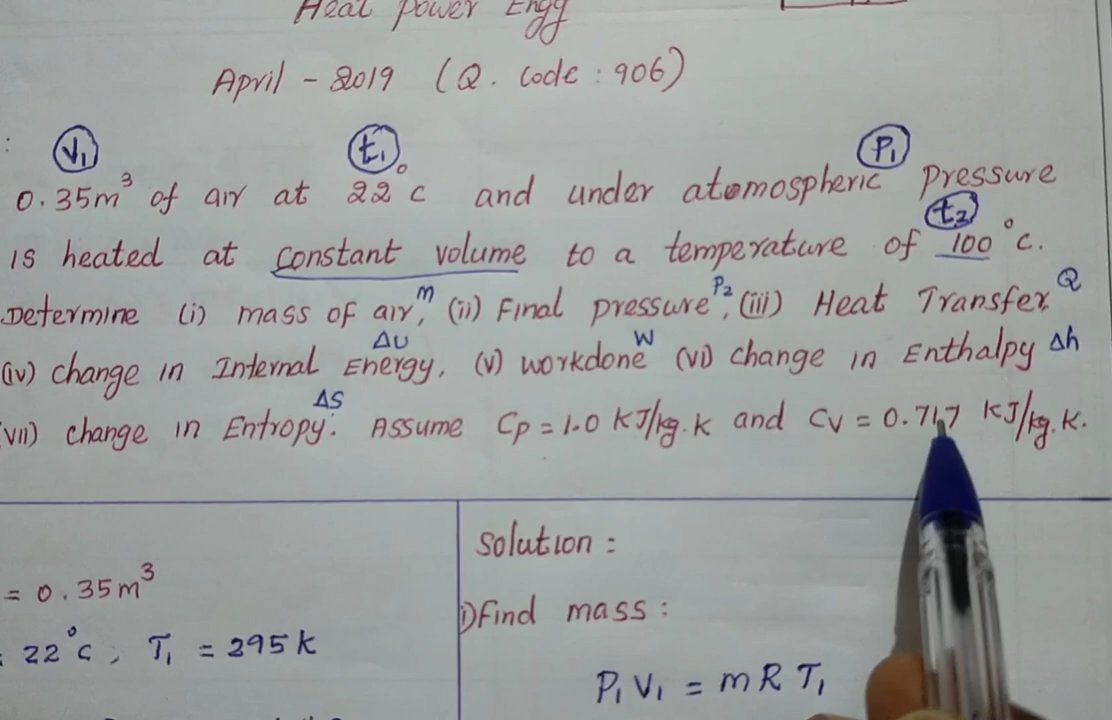 Heat Power Engg
April - 2019 (Q. Code : 906)
V₁ t₁ P₁
0.35m³ of air at 22°C and under atomospheric pressure
t₂
is heated at constant volume to a temperature of 100°C.
m P₂ Q
Determine (i) mass of air, (ii) Final pressure, (iii) Heat Transfer
ΔU W
(iv) change in Internal Energy, (v) workdone (vi) change in Enthalpy Δh
ΔS
(vii) change in Entropy. Assume Cp = 1.0 KJ/kg.K and Cv = 0.717 KJ/kg.K.
Solution :
= 0.35m³
1) Find mass :
22°C, T₁ = 295K
P₁V₁ = mRT₁